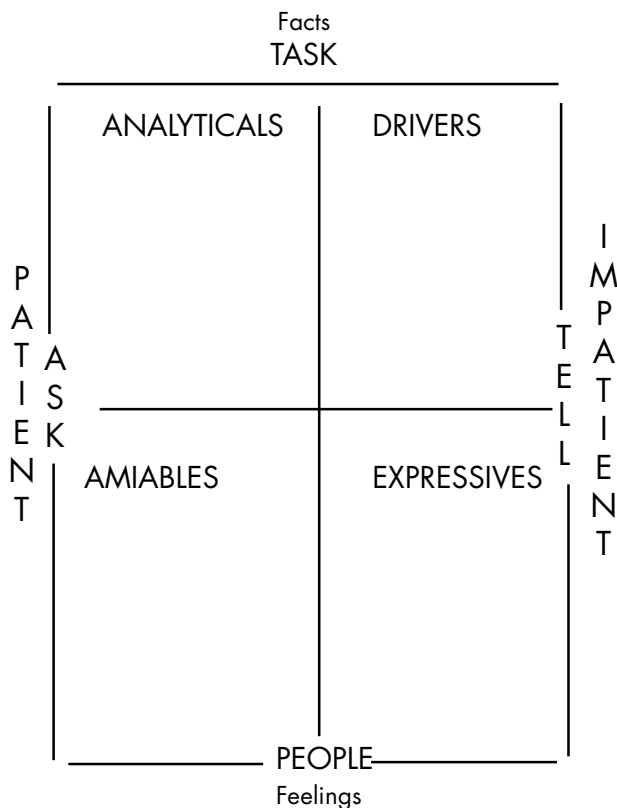 Facts
TASK
ANALYTICALS
DRIVERS
PATIENT
ASK
TELL
IMPATIENT
AMIABLES
EXPRESSIVES
PEOPLE
Feelings